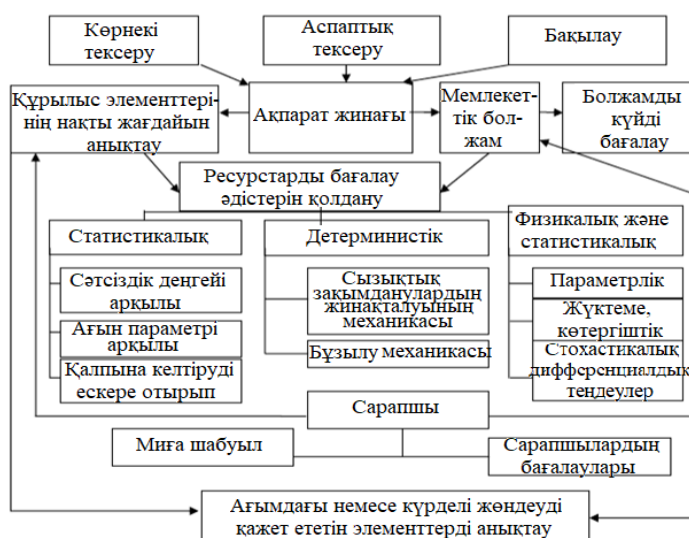 Көрнекі
тексеру
Аспаптық
тексеру
Бақылау
Құрылыс элементтері-
нің нақты жағдайын
анықтау
Ақпарат жинағы
Мемлекет-
тік бол-
жам
Болжамды
күйді
бағалау
Ресурстарды бағалау
әдістерін қолдану
Статистикалық
Детерминистік
Физикалық және
статистикалық
Сәтсіздік деңгейі
арқылы
Ағын параметрі
арқылы
Қалпына келтіруді
ескере отырып
Сызықтық
зақымданулардың
жинақталуының
механикасы
Бұзылу механикасы
Параметрлік
Жүктеме,
көтергіштік
Стохастикалық
дифференциалдық
теңдеулер
Сарапшы
Миға шабуыл
Сарапшылардың
бағалаулары
Ағымдағы немесе күрделі жөндеуді
қажет ететін элементтерді анықтау